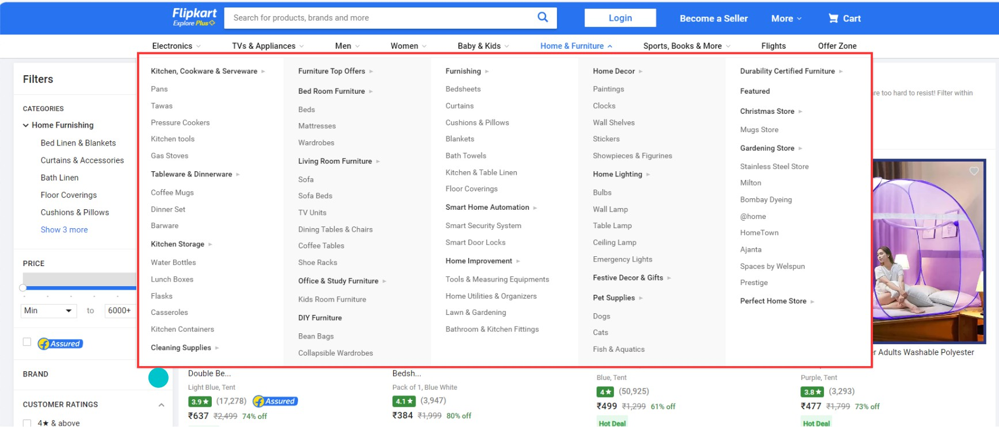 Flipkart
Explore Plus
Search for products, brands and more
Login
Become a Seller
More
Cart
Electronics
TVs & Appliances
Men
Women
Baby & Kids
Home & Furniture
Sports, Books & More
Flights
Offer Zone
Filters
CATEGORIES
Home Furnishing
Bed Linen & Blankets
Curtains & Accessories
Bath Linen
Floor Coverings
Cushions & Pillows
Show 3 more
PRICE
Min
to
6000+
Assured
BRAND
CUSTOMER RATINGS
4★ & above
Kitchen, Cookware & Serveware
Pans
Tawas
Pressure Cookers
Kitchen tools
Gas Stoves
Tableware & Dinnerware
Coffee Mugs
Dinner Set
Barware
Kitchen Storage
Water Bottles
Lunch Boxes
Flasks
Casseroles
Kitchen Containers
Cleaning Supplies
Furniture Top Offers
Bed Room Furniture
Beds
Mattresses
Wardrobes
Living Room Furniture
Sofa
Sofa Beds
TV Units
Dining Tables & Chairs
Coffee Tables
Shoe Racks
Office & Study Furniture
Kids Room Furniture
DIY Furniture
Bean Bags
Collapsible Wardrobes
Furnishing
Bedsheets
Curtains
Cushions & Pillows
Blankets
Bath Towels
Kitchen & Table Linen
Floor Coverings
Smart Home Automation
Smart Security System
Smart Door Locks
Home Improvement
Tools & Measuring Equipments
Home Utilities & Organizers
Lawn & Gardening
Bathroom & Kitchen Fittings
Home Decor
Paintings
Clocks
Wall Shelves
Stickers
Showpieces & Figurines
Home Lighting
Bulbs
Wall Lamp
Table Lamp
Ceiling Lamp
Emergency Lights
Festive Decor & Gifts
Pet Supplies
Dogs
Cats
Fish & Aquatics
Durability Certified Furniture
Featured
Christmas Store
Mugs Store
Gardening Store
Stainless Steel Store
Milton
Bombay Dyeing
@home
HomeTown
Ajanta
Spaces by Welspun
Prestige
Perfect Home Store
are too hard to resist! Filter within
Double Be...
Light Blue, Tent
3.9★ (17,278) Assured
₹637 ₹2,499 74% off
Bedsh...
Pack of 1, Blue White
4.1★ (3,947)
₹384 ₹1,999 80% off
Blue, Tent
4★ (50,925)
₹499 ₹1,299 61% off
Hot Deal
Adults Washable Polyester
Purple, Tent
3.8★ (3,293)
₹477 ₹1,799 73% off
Hot Deal